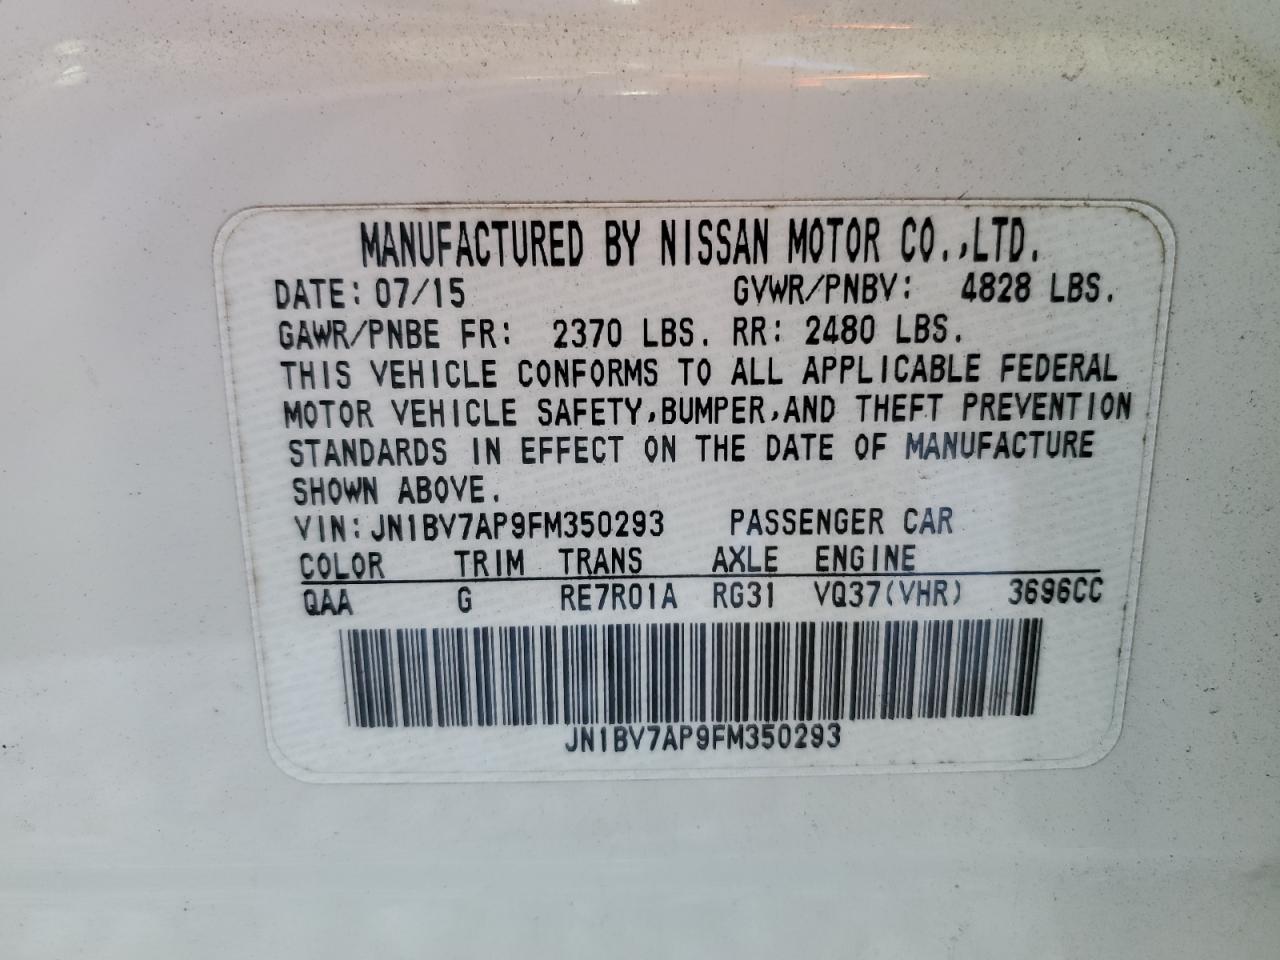 MANUFACTURED BY NISSAN MOTOR CO.,LTD.
DATE: 07/15 GVWR/PNBV: 4828 LBS.
GAWR/PNBE FR: 2370 LBS. RR: 2480 LBS.
THIS VEHICLE CONFORMS TO ALL APPLICABLE FEDERAL
MOTOR VEHICLE SAFETY,BUMPER,AND THEFT PREVENTION
STANDARDS IN EFFECT ON THE DATE OF MANUFACTURE
SHOWN ABOVE.
VIN: JN1BV7AP9FM350293 PASSENGER CAR
COLOR TRIM TRANS AXLE ENGINE
QAA G RE7R01A RG31 VQ37(VHR) 3696CC
JN1BV7AP9FM350293